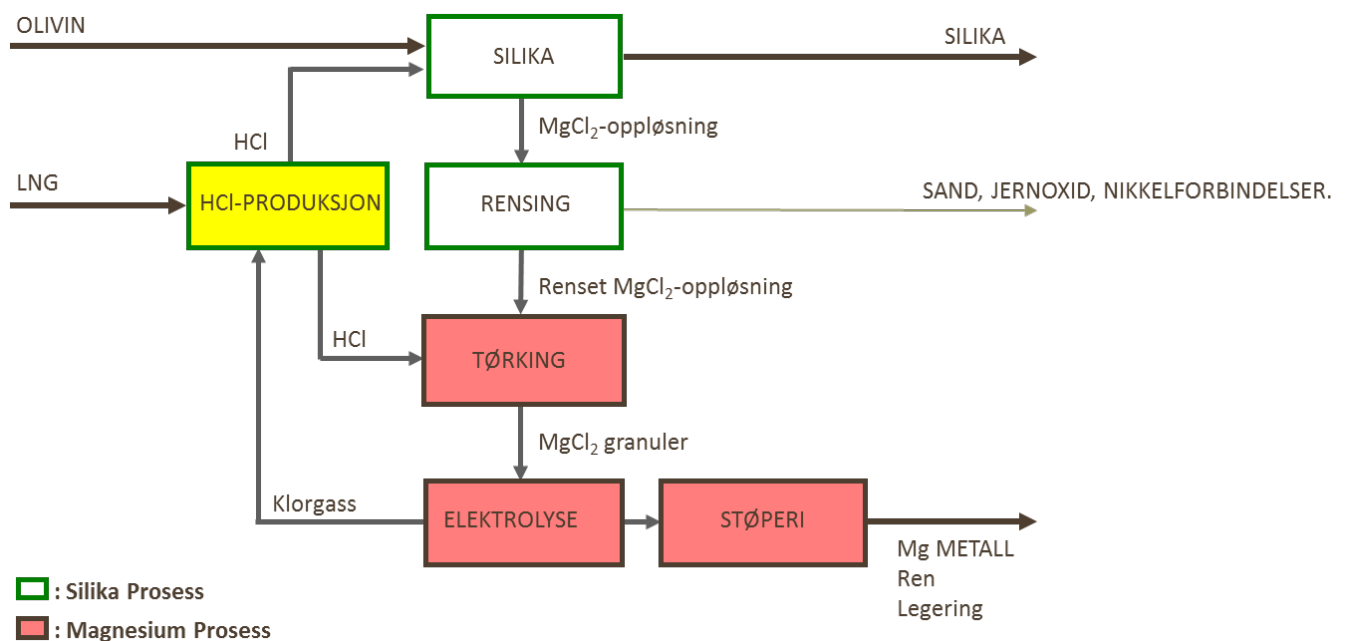 OLIVIN
SILIKA
SILIKA
HCl
MgCl₂-oppløsning
LNG
HCl-PRODUKSJON
RENSING
SAND, JERNOXID, NIKKELFORBINDELSER.
Renset MgCl₂-oppløsning
HCl
TØRKING
MgCl₂ granuler
Klorgass
ELEKTROLYSE
STØPERI
Mg METALL
Ren
Legering
: Silika Prosess
: Magnesium Prosess